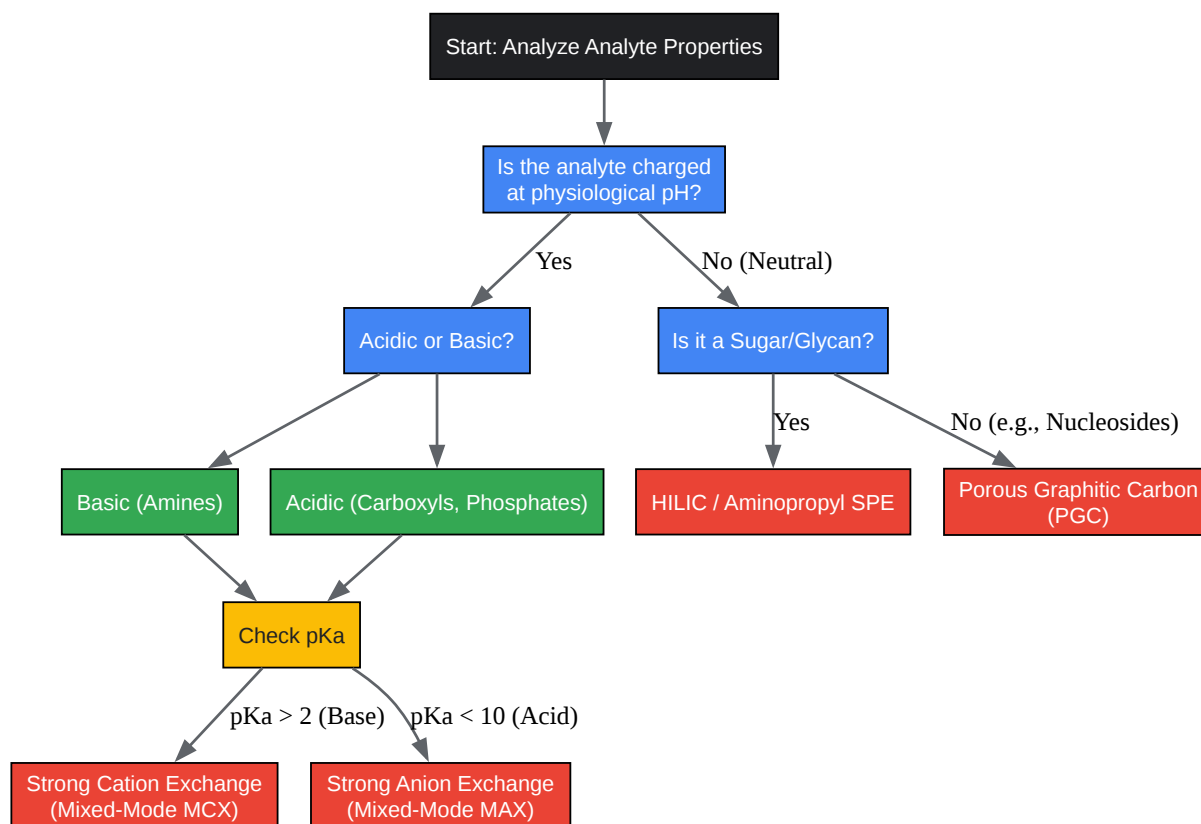 Start: Analyze Analyte Properties
Is the analyte charged
at physiological pH?
Yes
No (Neutral)
Acidic or Basic?
Is it a Sugar/Glycan?
Yes
No (e.g., Nucleosides)
Basic (Amines)
Acidic (Carboxyls, Phosphates)
HILIC / Aminopropyl SPE
Porous Graphitic Carbon
(PGC)
Check pKa
pKa > 2 (Base)
pKa < 10 (Acid)
Strong Cation Exchange
(Mixed-Mode MCX)
Strong Anion Exchange
(Mixed-Mode MAX)